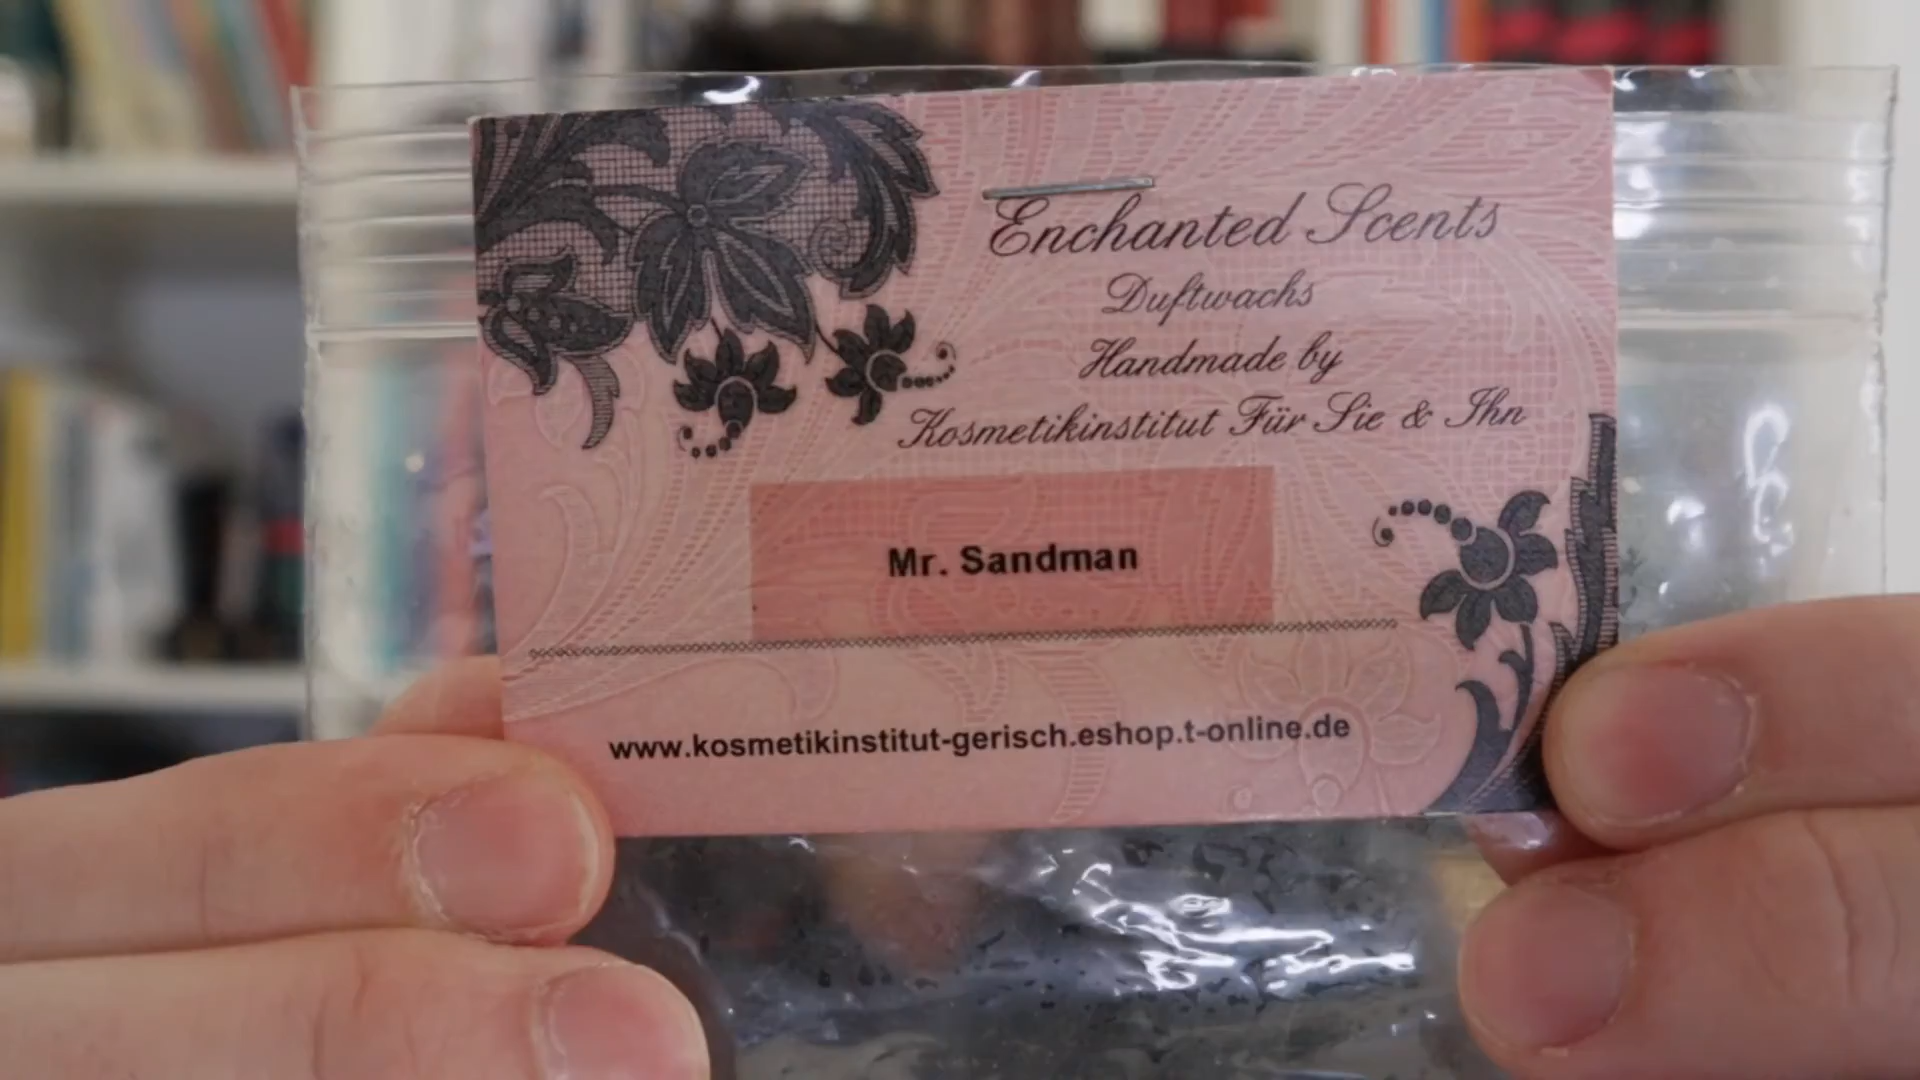 Enchanted Scents
Duftwachs
Handmade by
Kosmetikinstitut Für Sie & Ihn
Mr. Sandman
www.kosmetikinstitut-gerisch.eshop.t-online.de